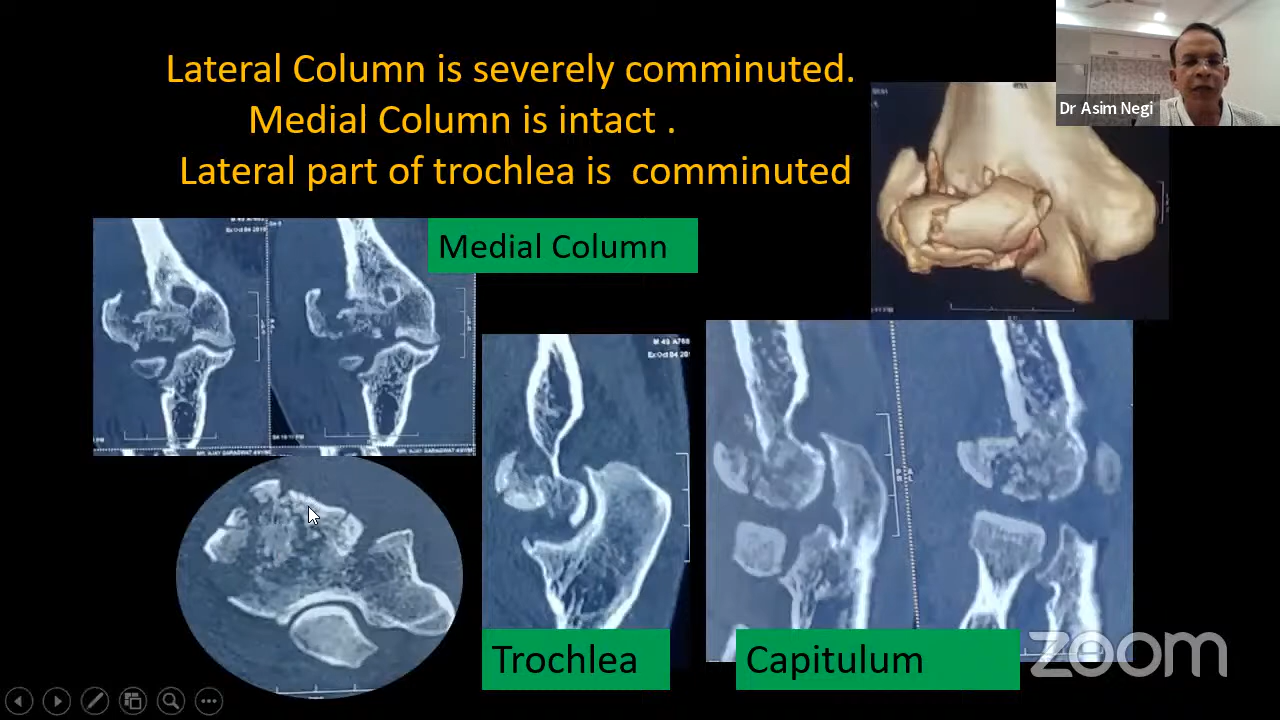 Lateral Column is severely comminuted.
Medial Column is intact .
Lateral part of trochlea is  comminuted
Dr Asim Negi
Medial Column
Trochlea
Capitulum
zoom